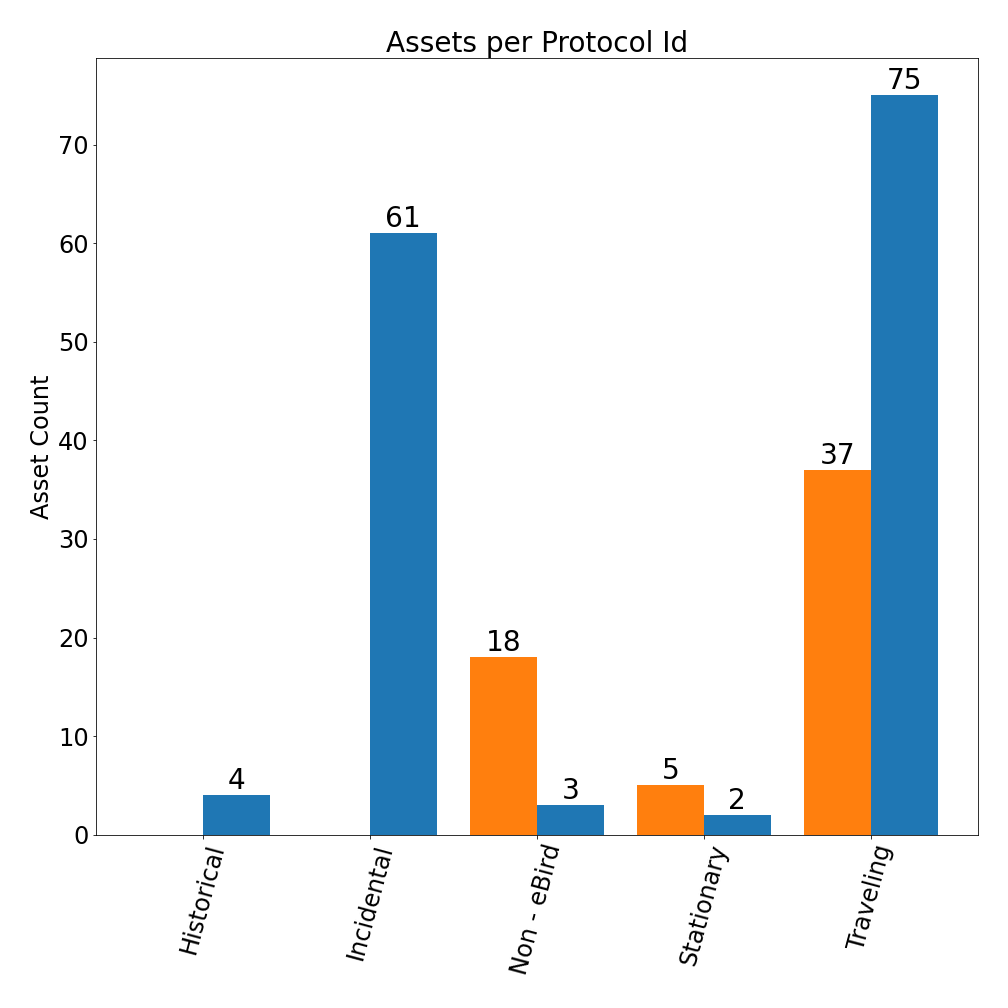 Assets per Protocol Id
75
70
61
60
50
Asset Count
40
37
30
20
18
10
4
3
5
2
0
Historical
Incidental
Non - eBird
Stationary
Traveling